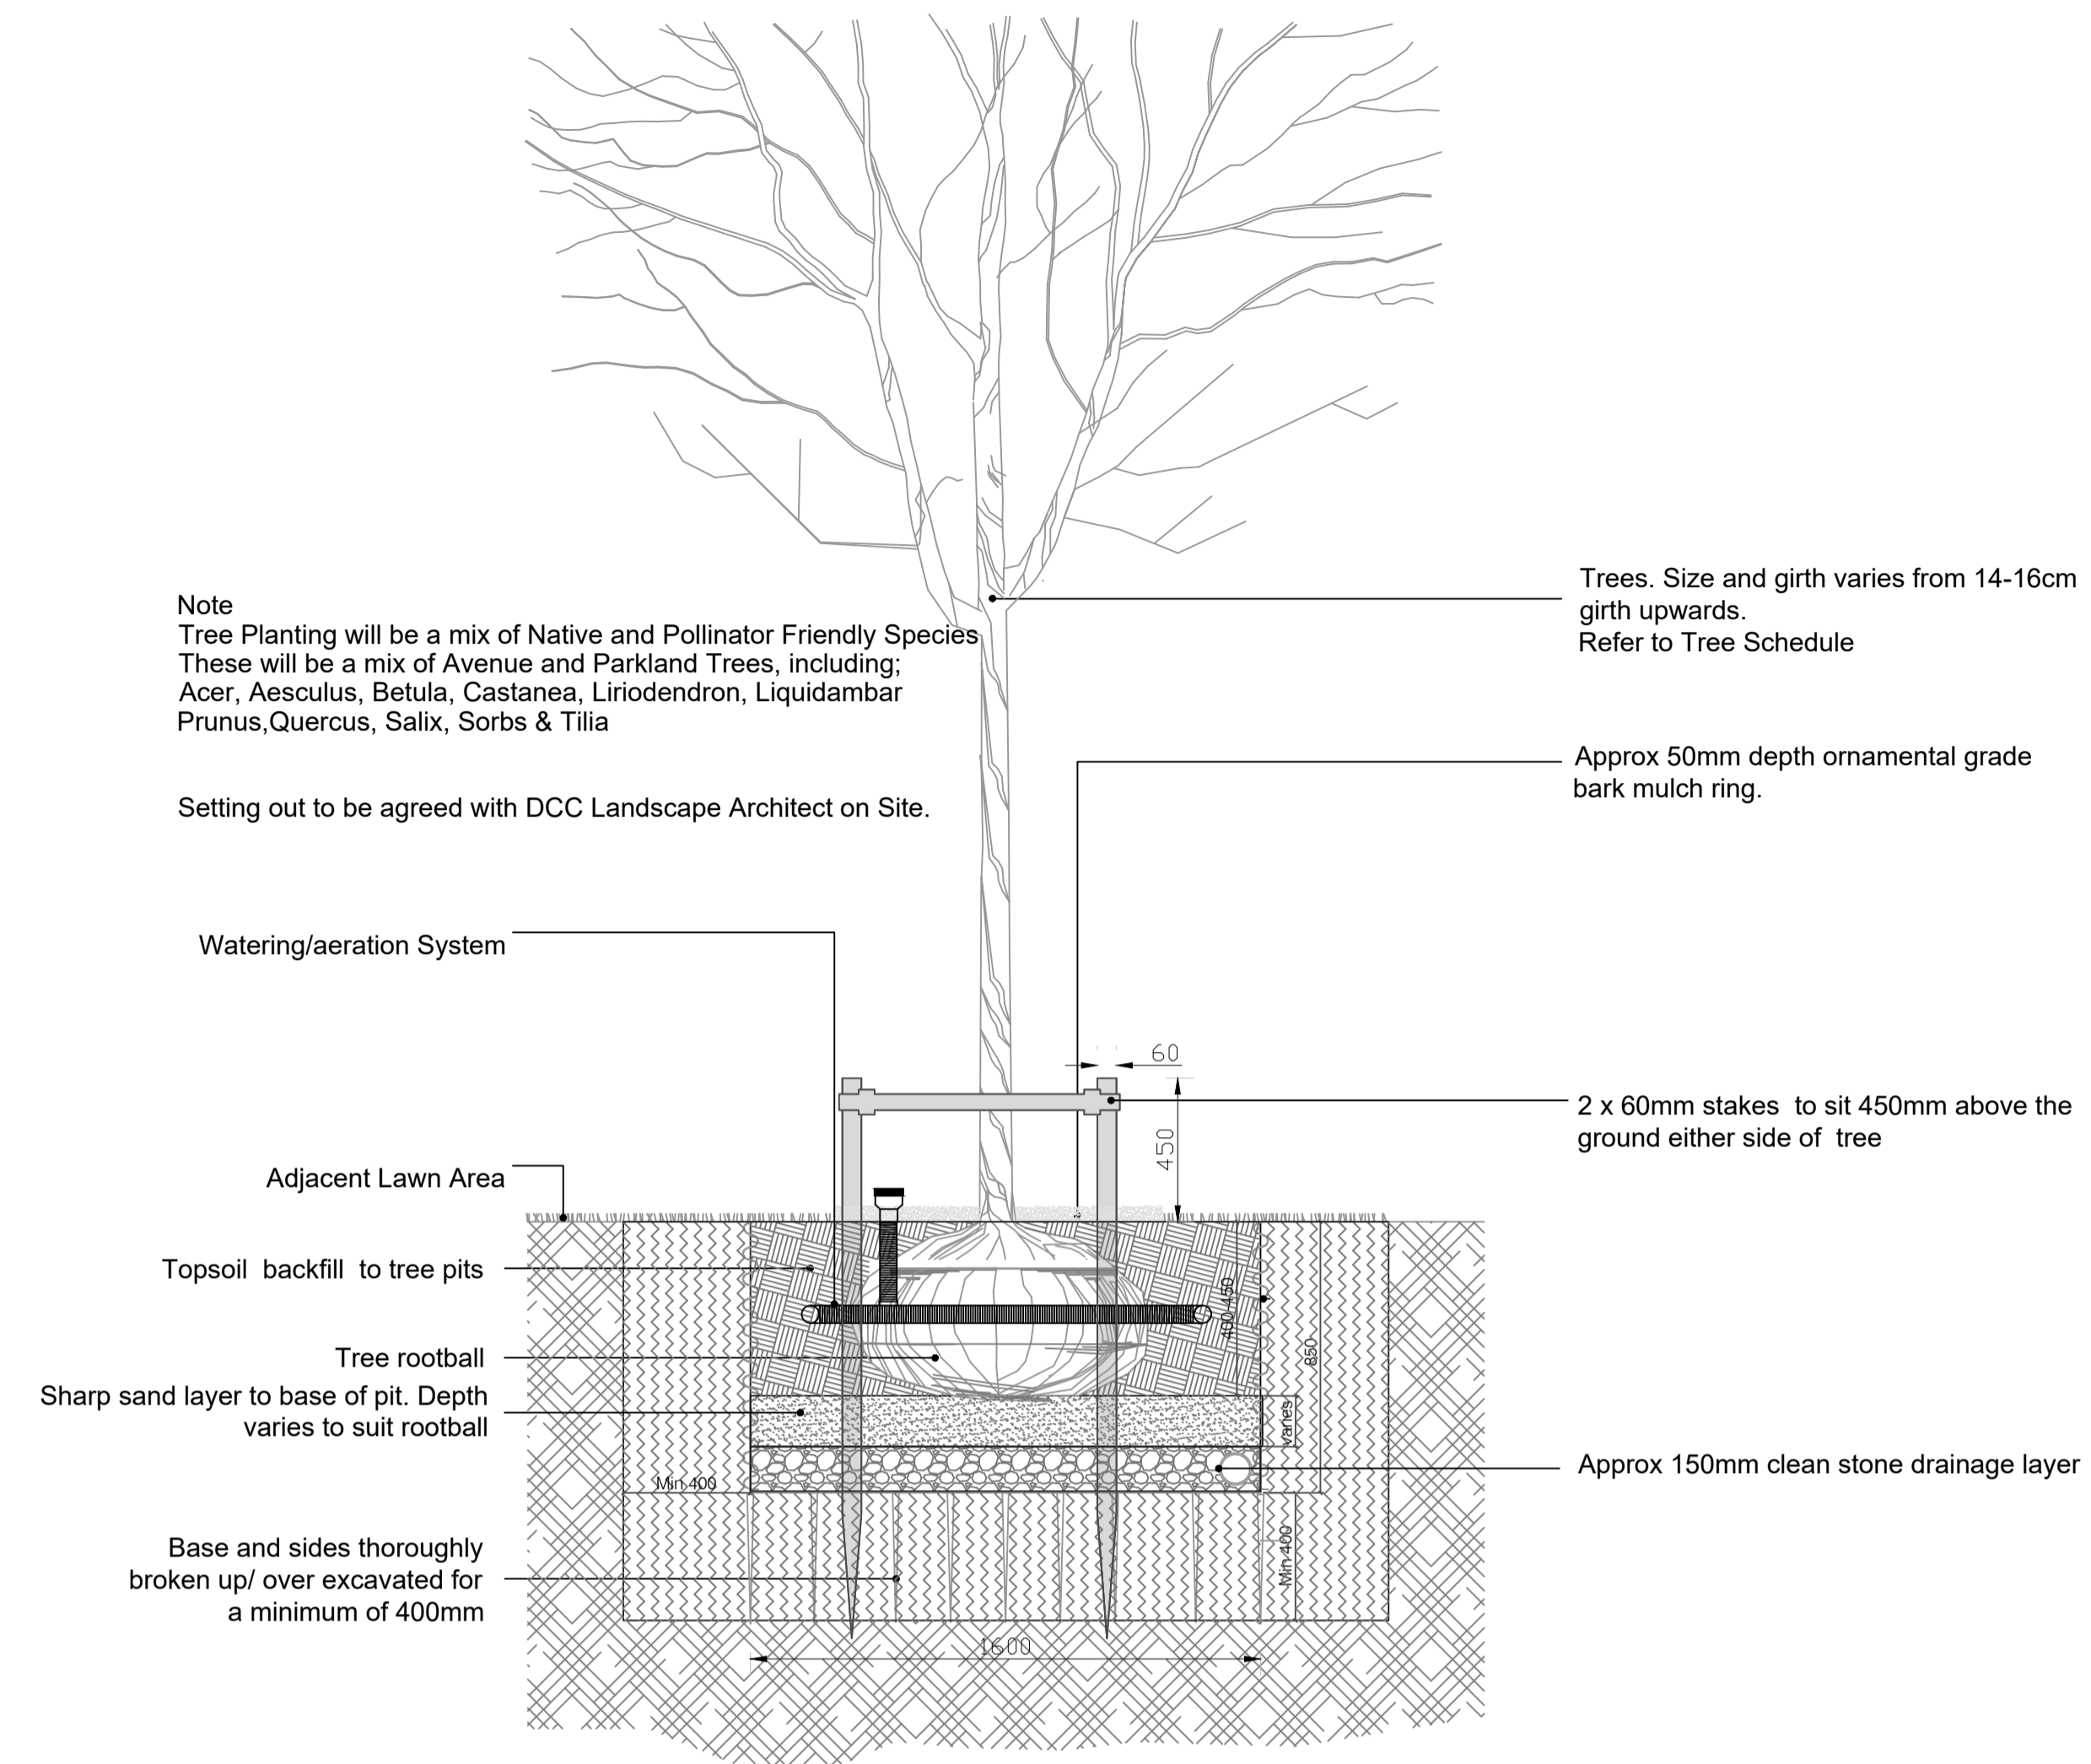 Note
Tree Planting will be a mix of Native and Pollinator Friendly Species
These will be a mix of Avenue and Parkland Trees, including;
Acer, Aesculus, Betula, Castanea, Liriodendron, Liquidambar
Prunus,Quercus, Salix, Sorbs & Tilia
Setting out to be agreed with DCC Landscape Architect on Site.
Trees. Size and girth varies from 14-16cm
girth upwards.
Refer to Tree Schedule
Approx 50mm depth ornamental grade
bark mulch ring.
Watering/aeration System
60
450
2 x 60mm stakes to sit 450mm above the
ground either side of tree
Adjacent Lawn Area
Topsoil backfill to tree pits
400-450
850
Tree rootball
Sharp sand layer to base of pit. Depth
varies to suit rootball
varies
Approx 150mm clean stone drainage layer
Min 400
Min 400
Base and sides thoroughly
broken up/ over excavated for
a minimum of 400mm
1600